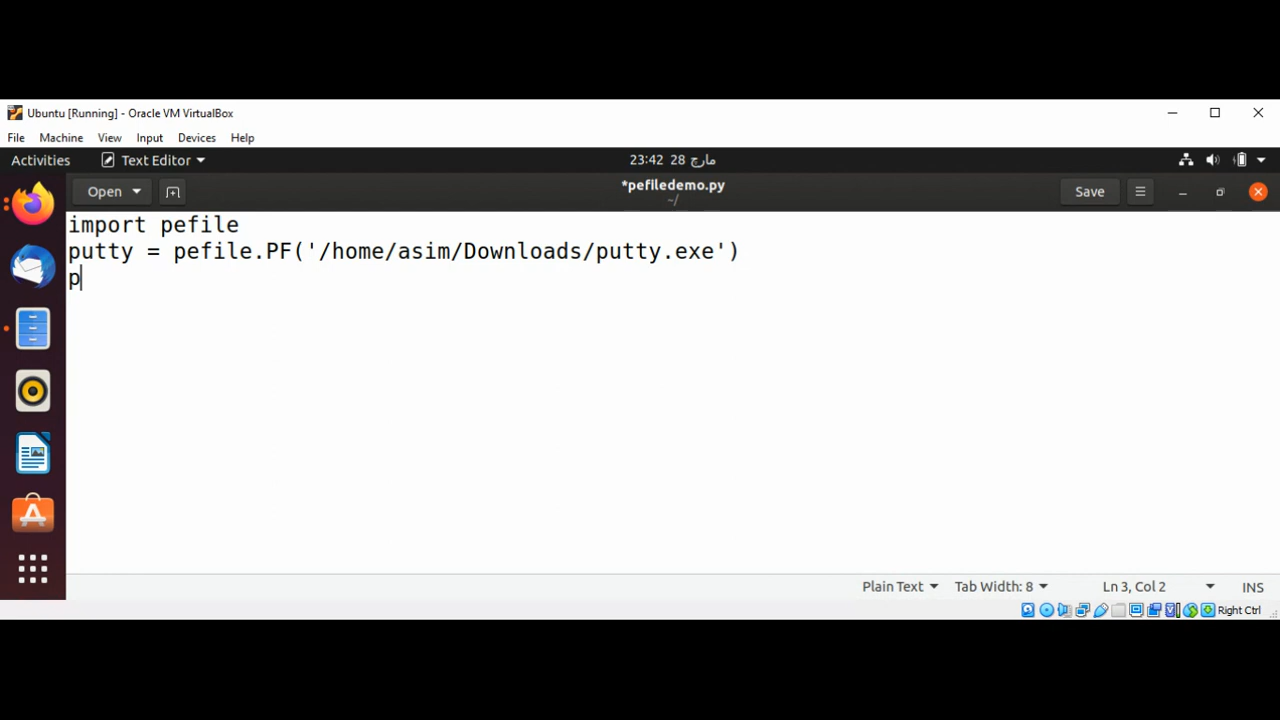 Ubuntu [Running] - Oracle VM VirtualBox
File Machine View Input Devices Help
Activities Text Editor 23:42 28 مارچ
Open *pefiledemo.py Save
~/
import pefile
putty = pefile.PF('/home/asim/Downloads/putty.exe')
p
Plain Text Tab Width: 8 Ln 3, Col 2 INS
Right Ctrl